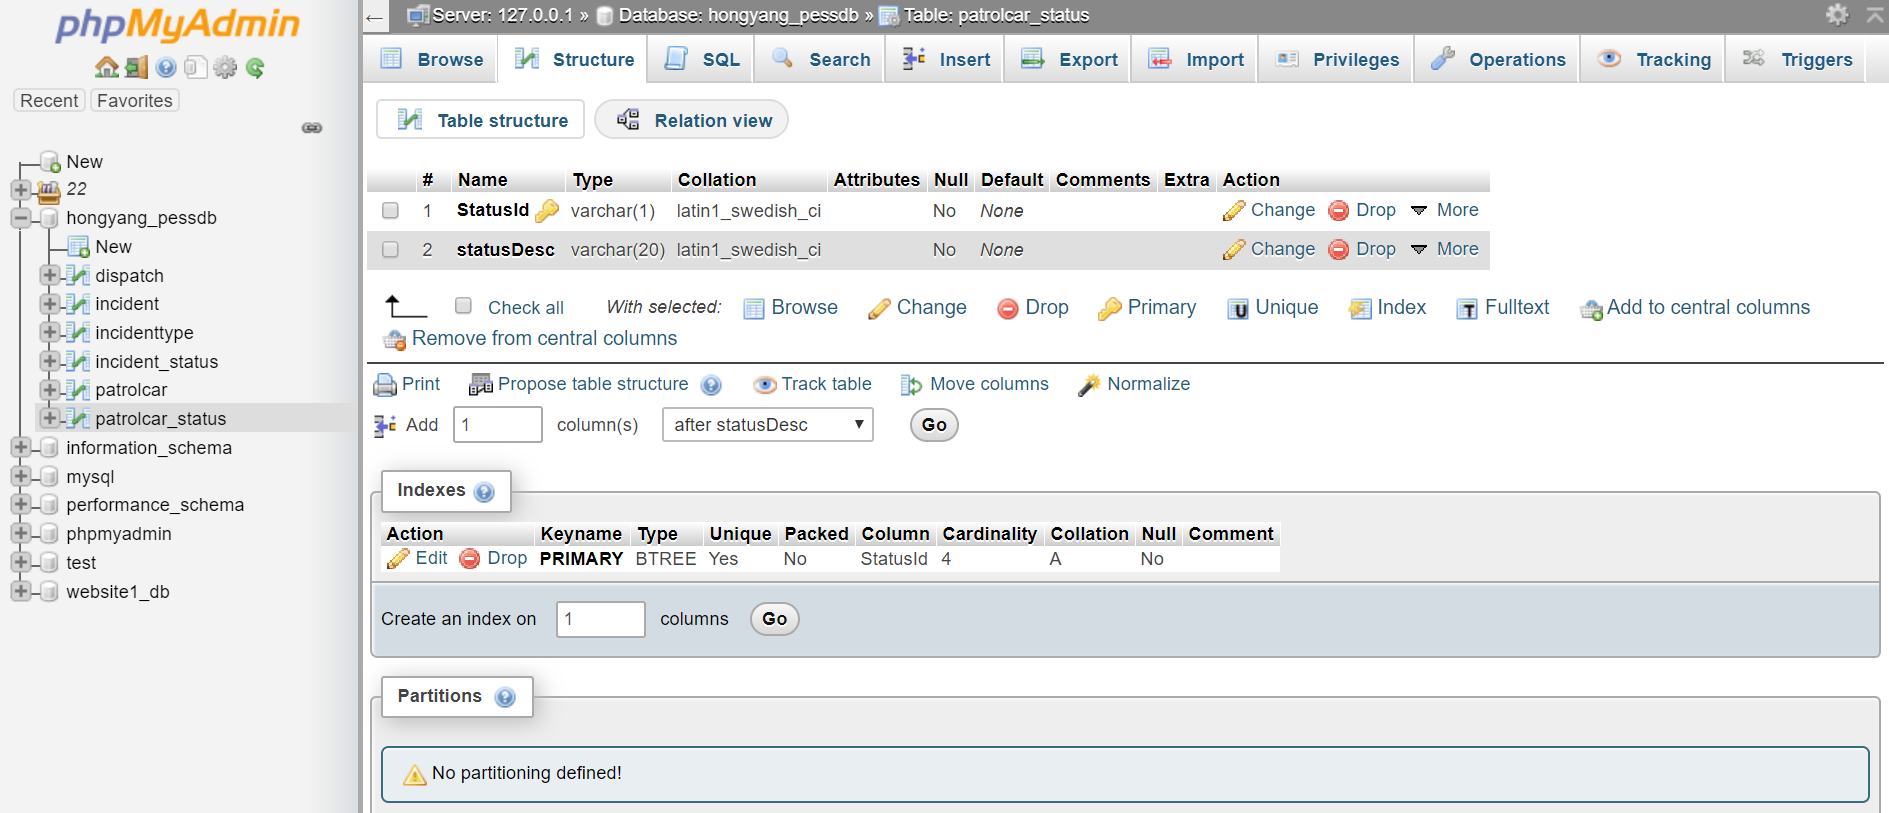 phpMyAdmin
Recent Favorites
New
22
hongyang_pessdb
New
dispatch
incident
incidenttype
incident_status
patrolcar
patrolcar_status
information_schema
mysql
performance_schema
phpmyadmin
test
website1_db
← Server: 127.0.0.1 » Database: hongyang_pessdb » Table: patrolcar_status
Browse Structure SQL Search Insert Export Import Privileges Operations Tracking Triggers
Table structure Relation view
# Name Type Collation Attributes Null Default Comments Extra Action
1 StatusId varchar(1) latin1_swedish_ci No None Change Drop More
2 statusDesc varchar(20) latin1_swedish_ci No None Change Drop More
Check all With selected: Browse Change Drop Primary Unique Index Fulltext Add to central columns
Remove from central columns
Print Propose table structure Track table Move columns Normalize
Add 1 column(s) after statusDesc Go
Indexes
Action Keyname Type Unique Packed Column Cardinality Collation Null Comment
Edit Drop PRIMARY BTREE Yes No StatusId 4 A No
Create an index on 1 columns Go
Partitions
No partitioning defined!